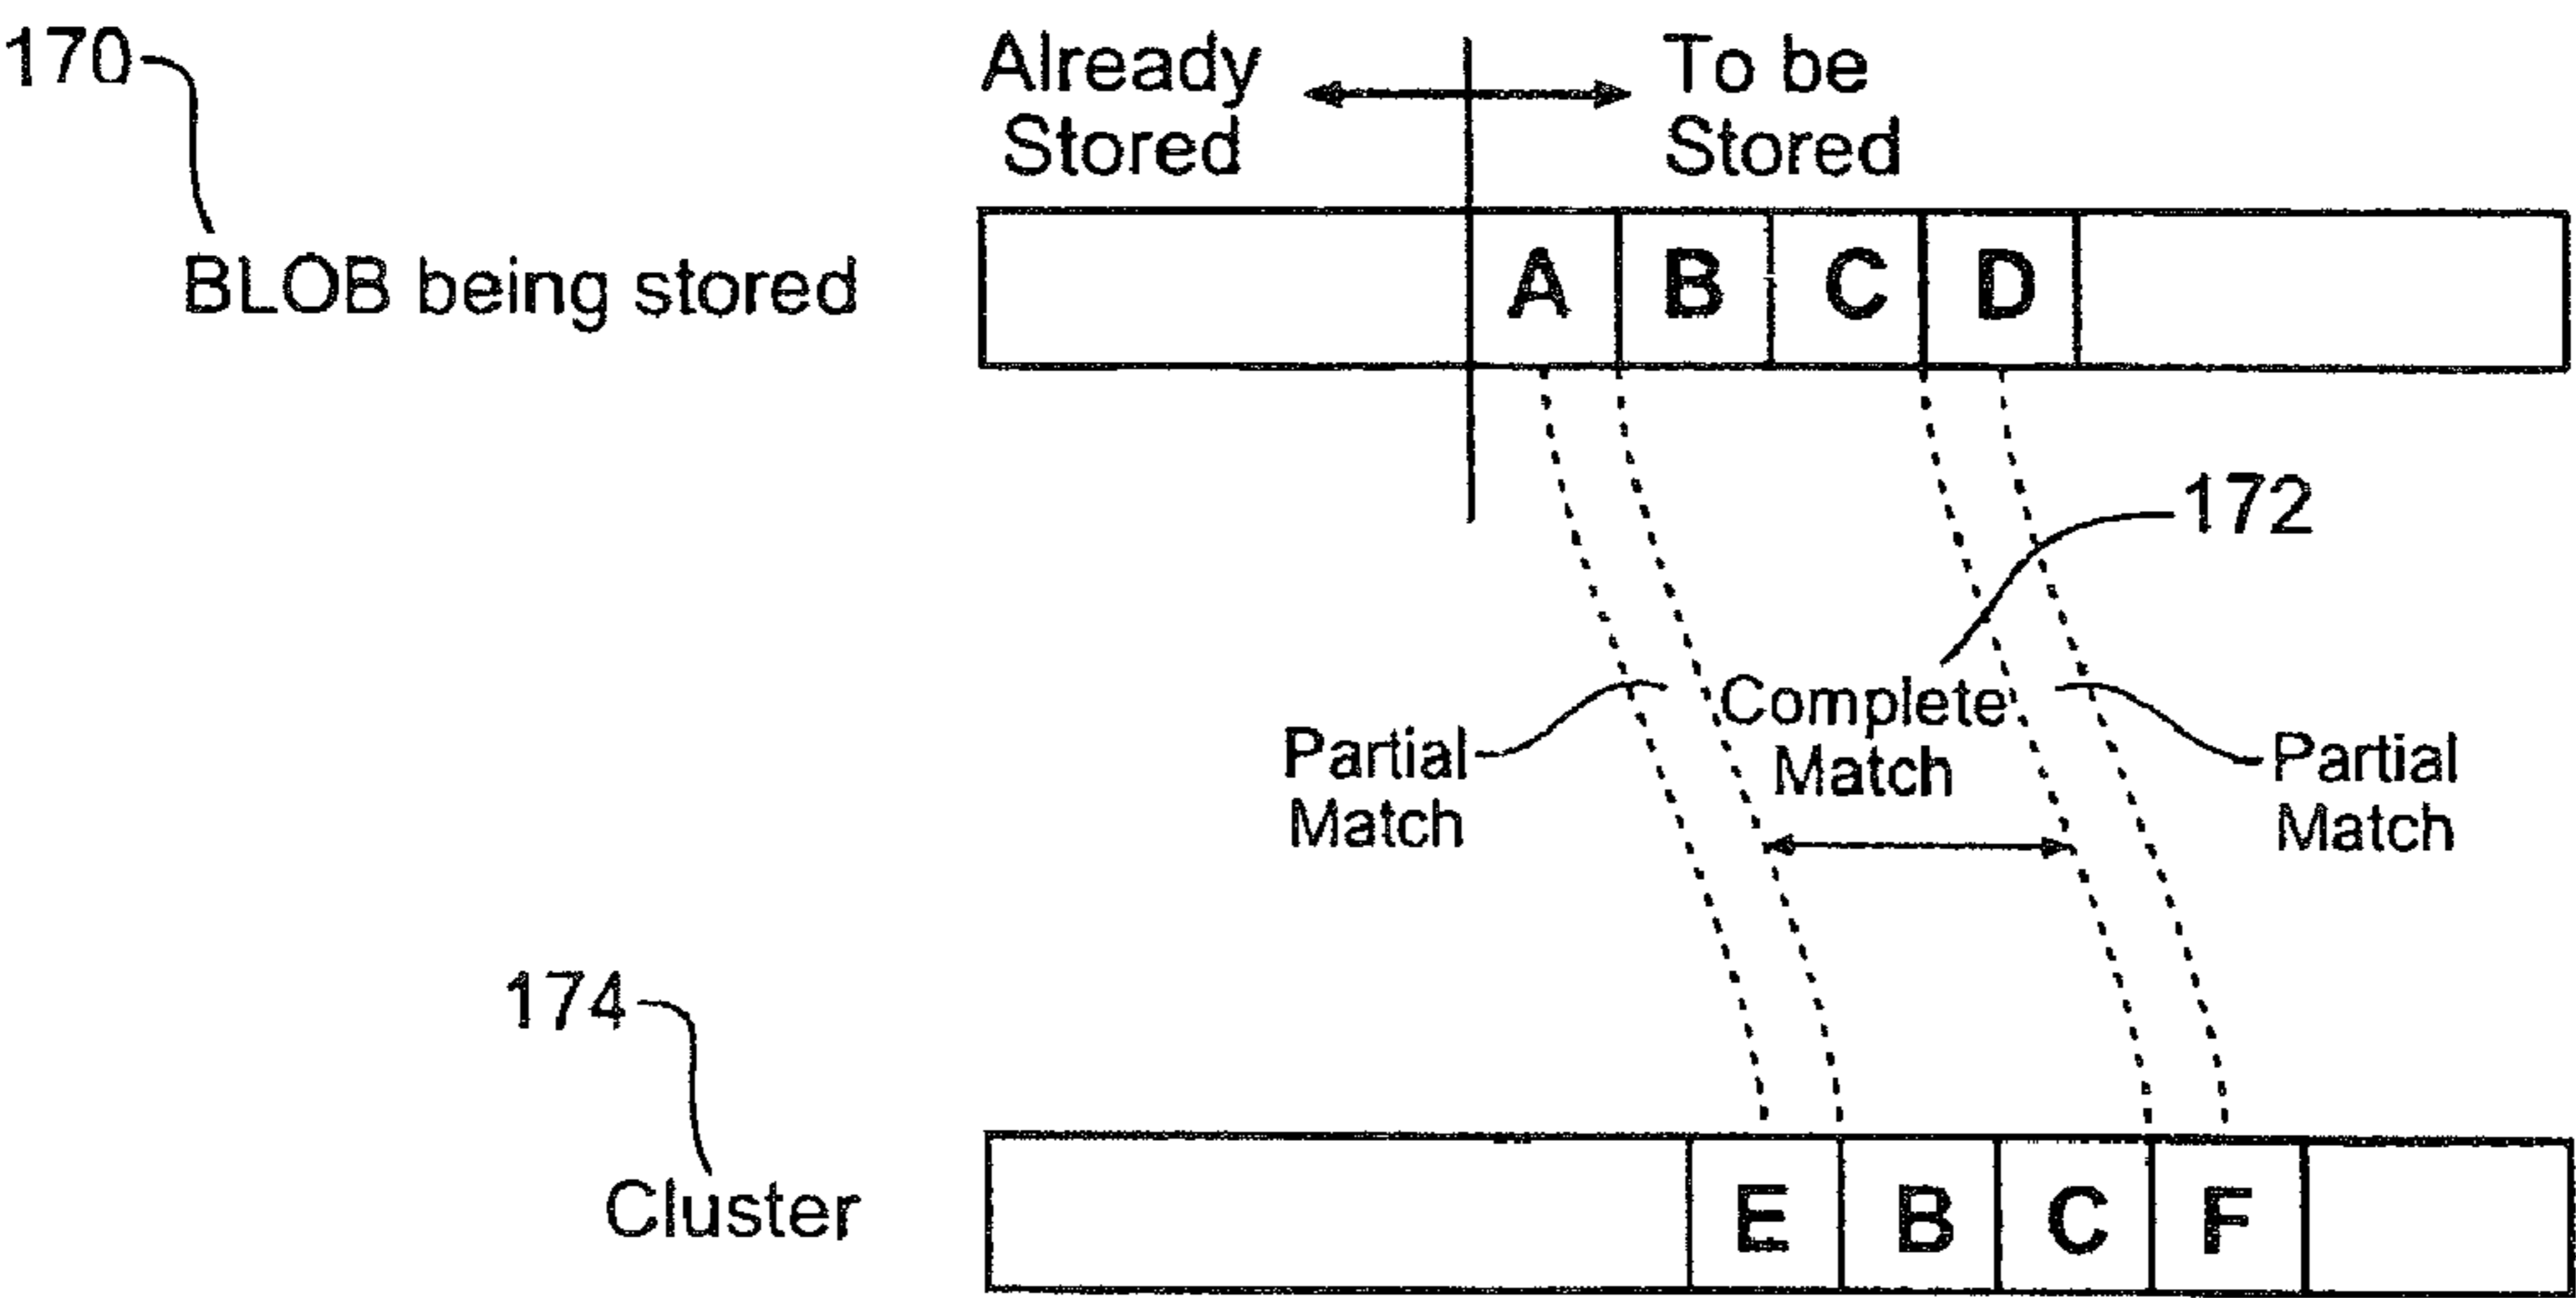 170
Already
Stored
To be
Stored
BLOB being stored
A B C D
172
Partial
Match
Complete
Match
Partial
Match
174
Cluster
E B C F